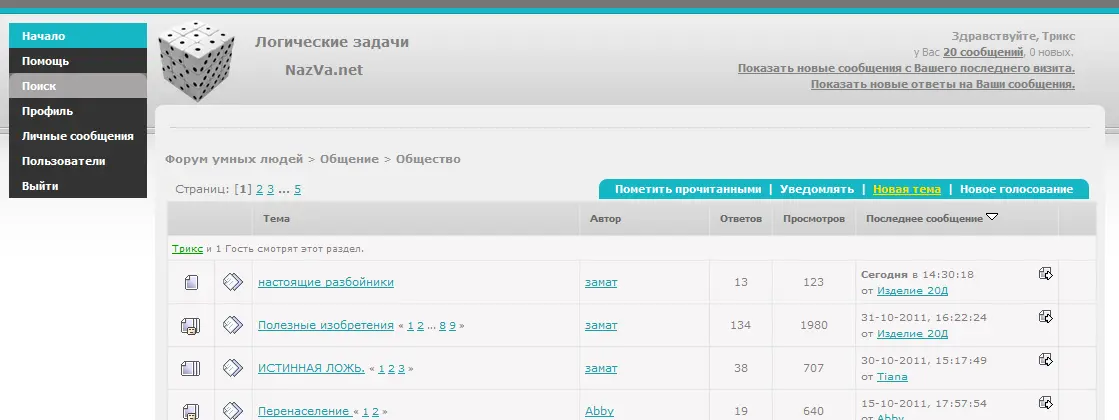 Начало
Помощь
Поиск
Профиль
Личные сообщения
Пользователи
Выйти
Логические задачи
NazVa.net
Здравствуйте, Трикс
у Вас 20 сообщений, 0 новых.
Показать новые сообщения с Вашего последнего визита.
Показать новые ответы на Ваши сообщения.
Форум умных людей > Общение > Общество
Страниц: [1] 2 3 ... 5
Пометить прочитанными | Уведомлять | Новая тема | Новое голосование
Тема Автор Ответов Просмотров Последнее сообщение
Трикс и 1 Гость смотрят этот раздел.
настоящие разбойники замат 13 123 Сегодня в 14:30:18
от Изделие 20Д
Полезные изобретения « 1 2 ... 8 9 » замат 134 1980 31-10-2011, 16:22:24
от Изделие 20Д
ИСТИННАЯ ЛОЖЬ. « 1 2 3 » замат 38 707 30-10-2011, 15:17:49
от Tiana
Перенаселение « 1 2 » Abby 19 640 15-10-2011, 17:57:54
от Abby